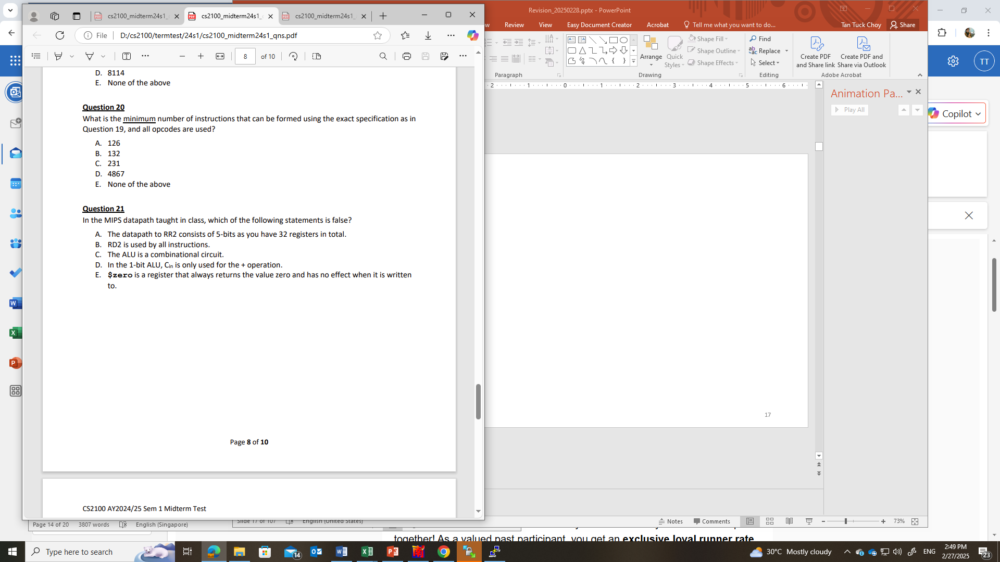 Revision_20250228.pptx - PowerPoint
cs2100_midterm24s1_
cs2100_midterm24s1_
cs2100_midterm24s1_
File
D:/cs2100/termtest/24s1/cs2100_midterm24s1_qns.pdf
8
of 10
Review
View
Easy Document Creator
Acrobat
Tell me what you want to do...
Tan Tuck Choy
Share
Shape Fill
Shape Outline
Shape Effects
Arrange
Quick
Styles
Find
Replace
Select
Create PDF
and Share link
Create PDF and
Share via Outlook
Paragraph
Drawing
Editing
Adobe Acrobat
2 1 0 1 2 3 4 5 6
Animation Pa...
Play All
TT
Copilot
D. 8114
E. None of the above
Question 20
What is the minimum number of instructions that can be formed using the exact specification as in
Question 19, and all opcodes are used?
A. 126
B. 132
C. 231
D. 4867
E. None of the above
Question 21
In the MIPS datapath taught in class, which of the following statements is false?
A. The datapath to RR2 consists of 5-bits as you have 32 registers in total.
B. RD2 is used by all instructions.
C. The ALU is a combinational circuit.
D. In the 1-bit ALU, Cin is only used for the + operation.
E. $zero is a register that always returns the value zero and has no effect when it is written
to.
17
Page 8 of 10
CS2100 AY2024/25 Sem 1 Midterm Test
Page 14 of 20
3807 words
English (Singapore)
Slide 17 of 107
English (United States)
Notes
Comments
73%
together! As a valued past participant, you get an exclusive loyal runner rate
Type here to search
14
30°C Mostly cloudy
ENG
2:49 PM
2/27/2025
23